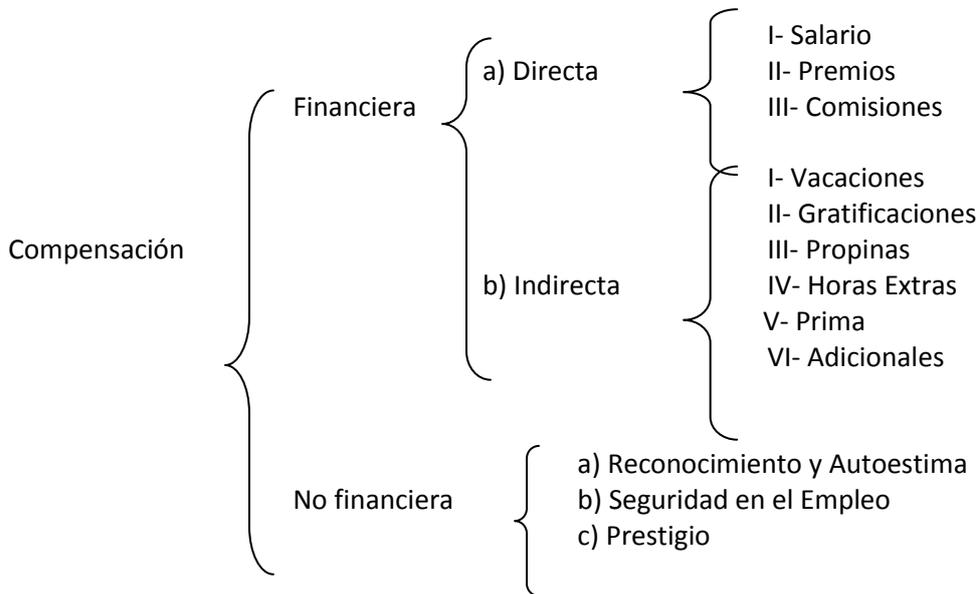 Compensación
Financiera
a) Directa
I- Salario
II- Premios
III- Comisiones
b) Indirecta
I- Vacaciones
II- Gratificaciones
III- Propinas
IV- Horas Extras
V- Prima
VI- Adicionales
No financiera
a) Reconocimiento y Autoestima
b) Seguridad en el Empleo
c) Prestigio